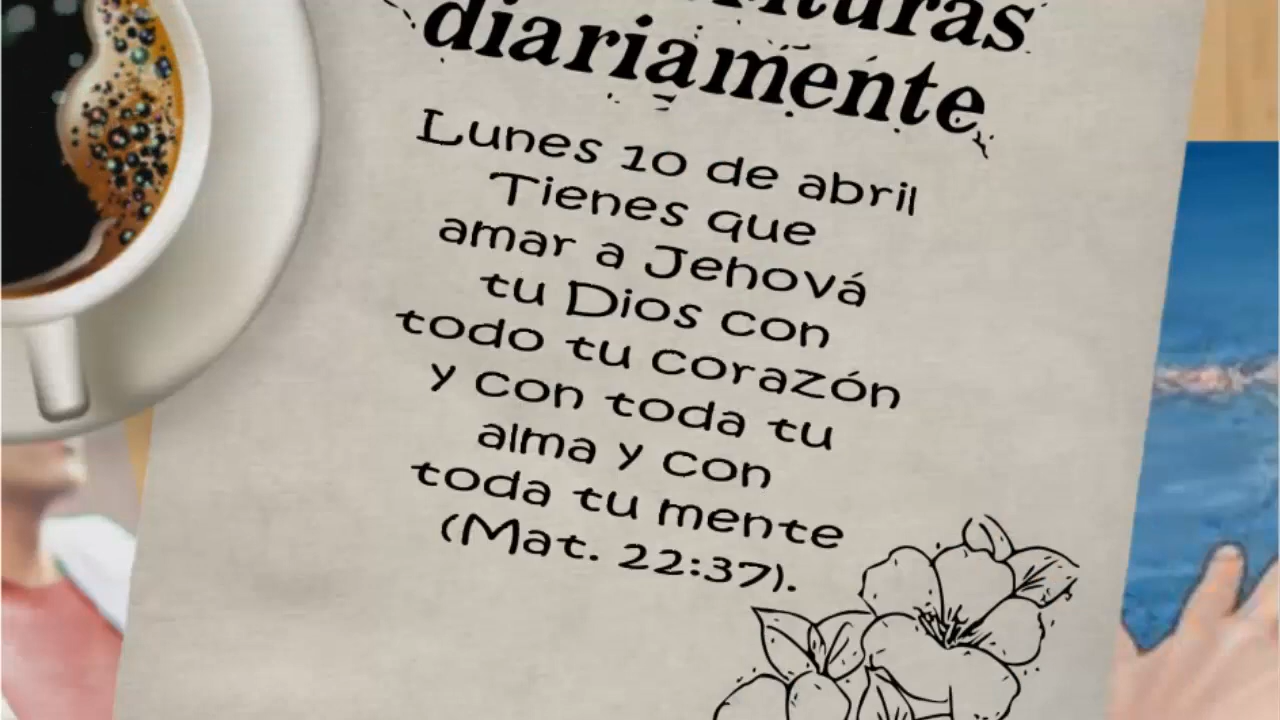 diariamente
Lunes 10 de abril
Tienes que
amar a Jehová
tu Dios con
todo tu corazón
y con toda tu
alma y con
toda tu mente
(Mat. 22:37).